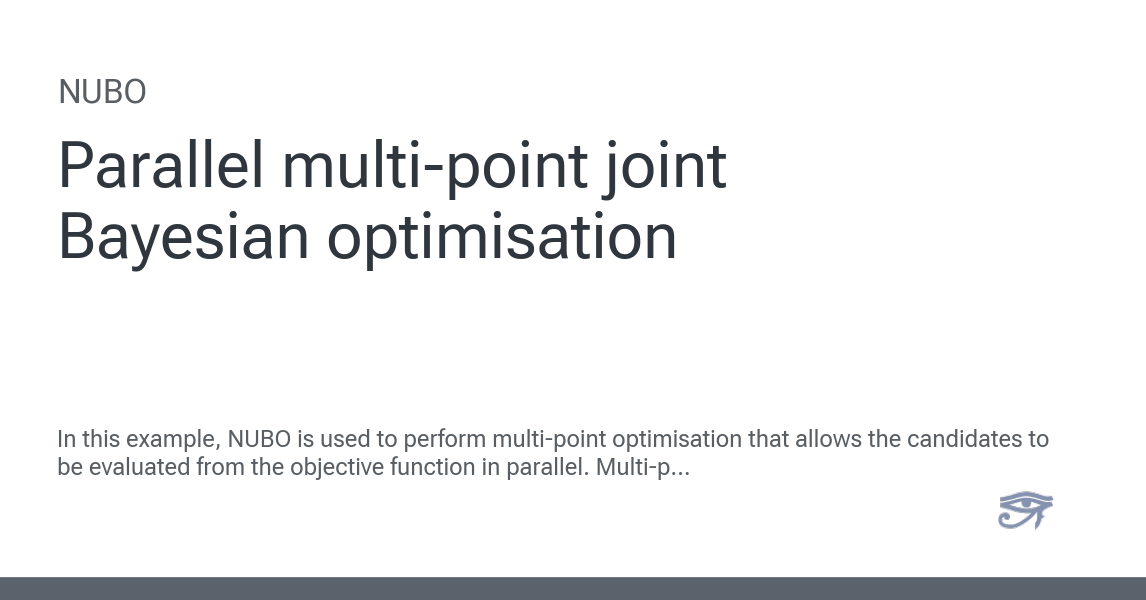 NUBO
Parallel multi-point joint
Bayesian optimisation
In this example, NUBO is used to perform multi-point optimisation that allows the candidates to
be evaluated from the objective function in parallel. Multi-p...